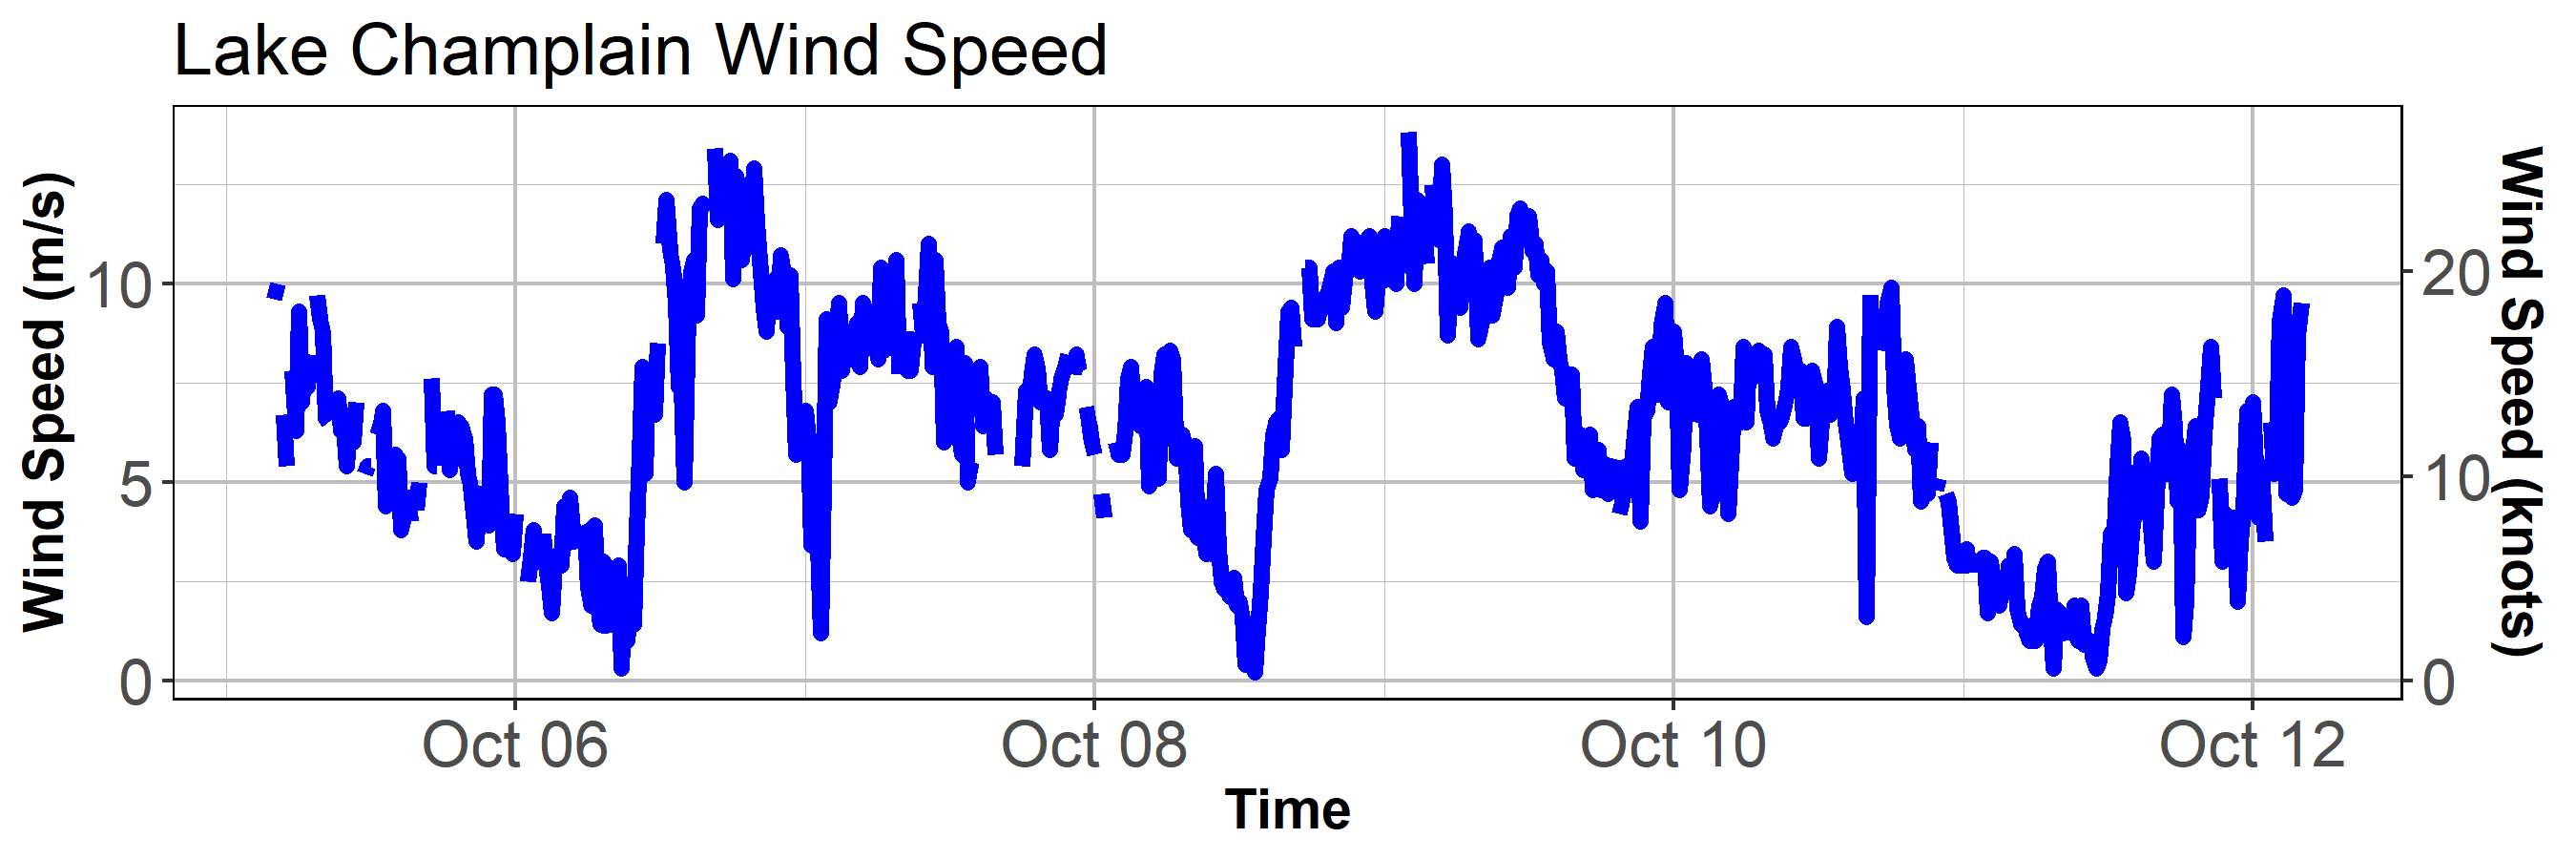 Lake Champlain Wind Speed
Wind Speed (m/s)
10
5
0
Wind Speed (knots)
20
10
0
Oct 06
Oct 08
Oct 10
Oct 12
Time